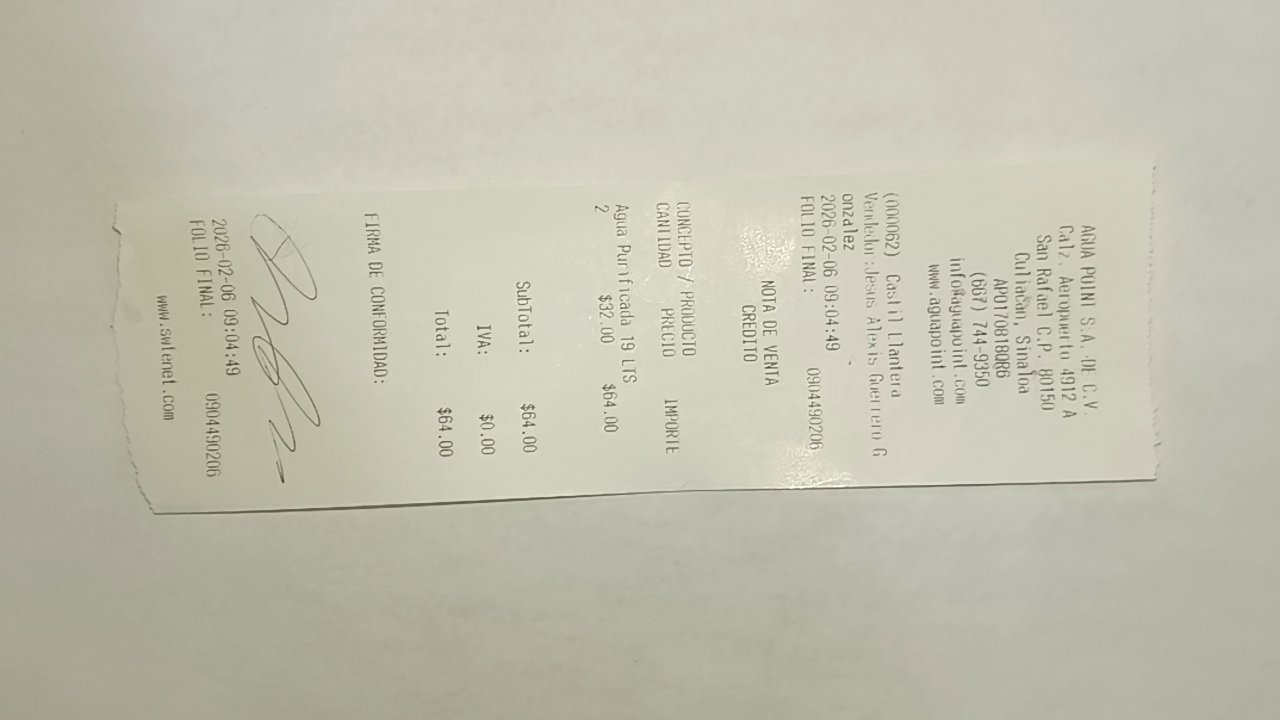 AGUA POINT S.A. DE C.V.
Calz. Aeropuerto 4912 A
San Rafael C.P. 80150
Culiacan, Sinaloa
APO170818QR6
(667) 744-9350
info@aguapoint.com
www.aguapoint.com
(000062) Castil Llantera
Vendedor:Jesus Alexis Guerrero G
onzalez
2026-02-06 09:04:49
FOLIO FINAL: 0904490206
NOTA DE VENTA
CREDITO
CONCEPTO / PRODUCTO
CANTIDAD PRECIO IMPORTE
Agua Purificada 19 LTS
2 $32.00 $64.00
SubTotal: $64.00
IVA: $0.00
Total: $64.00
FIRMA DE CONFORMIDAD:
2026-02-06 09:04:49
FOLIO FINAL: 0904490206
www.swtenet.com